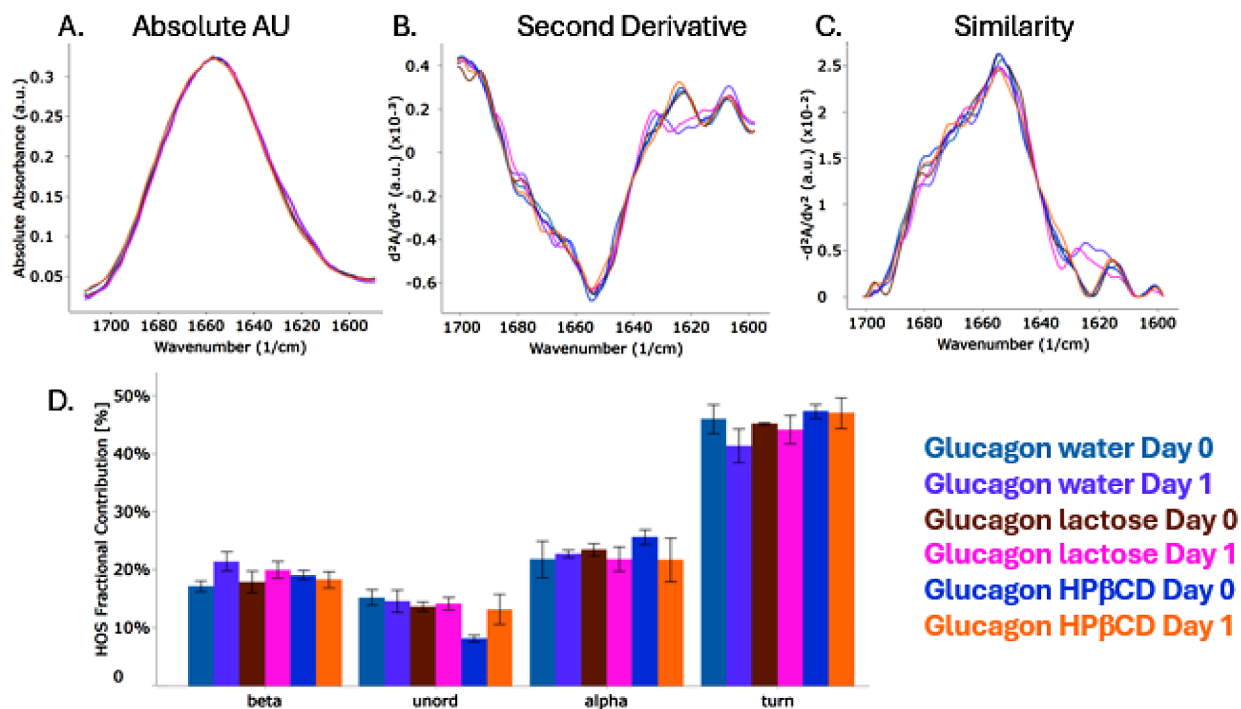 A. Absolute AU
B. Second Derivative
C. Similarity
Absolute Absorbance (a.u.)
0.3
0.25
0.2
0.15
0.1
0.05
1700 1680 1660 1640 1620 1600
Wavenumber (1/cm)
d²A/dv² (a.u.) (x10⁻³)
0.4
0.2
0
-0.2
-0.4
-0.6
1700 1680 1660 1640 1620 1600
Wavenumber (1/cm)
-d²A/dv² (a.u.) (x10⁻²)
2.5
2
1.5
1
0.5
0
1700 1680 1660 1640 1620 1600
Wavenumber (1/cm)
D.
HOS Fractional Contribution [%]
50%
40%
30%
20%
10%
0
beta unord alpha turn
Glucagon water Day 0
Glucagon water Day 1
Glucagon lactose Day 0
Glucagon lactose Day 1
Glucagon HPβCD Day 0
Glucagon HPβCD Day 1